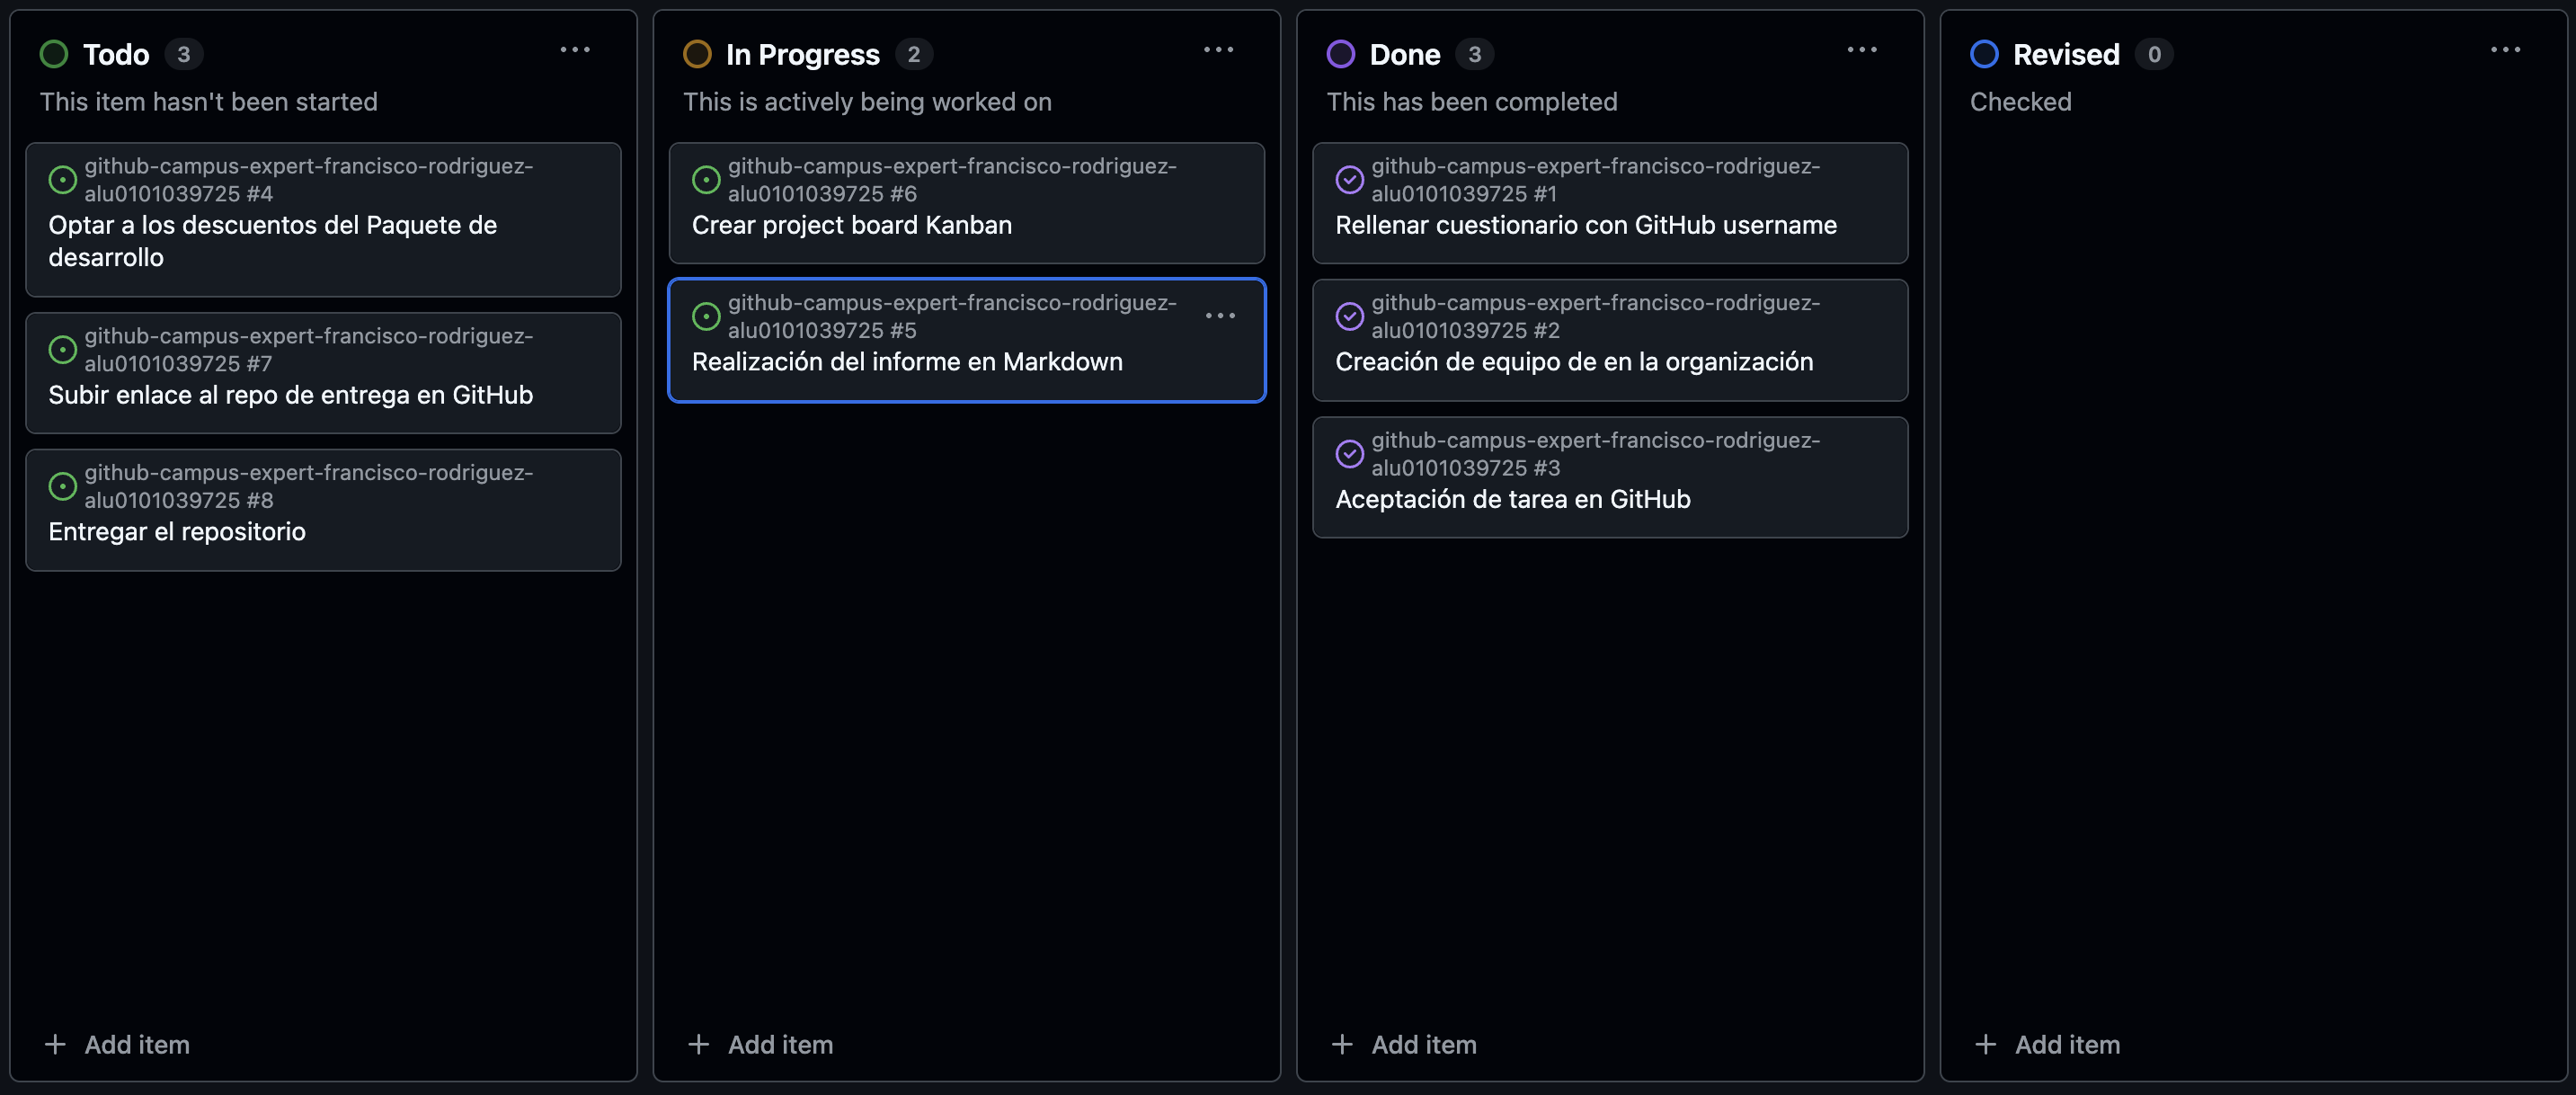 Todo 3
This item hasn't been started
github-campus-expert-francisco-rodriguez-
alu0101039725 #4
Optar a los descuentos del Paquete de
desarrollo
github-campus-expert-francisco-rodriguez-
alu0101039725 #7
Subir enlace al repo de entrega en GitHub
github-campus-expert-francisco-rodriguez-
alu0101039725 #8
Entregar el repositorio
+ Add item
In Progress 2
This is actively being worked on
github-campus-expert-francisco-rodriguez-
alu0101039725 #6
Crear project board Kanban
github-campus-expert-francisco-rodriguez-
alu0101039725 #5
Realización del informe en Markdown
+ Add item
Done 3
This has been completed
github-campus-expert-francisco-rodriguez-
alu0101039725 #1
Rellenar cuestionario con GitHub username
github-campus-expert-francisco-rodriguez-
alu0101039725 #2
Creación de equipo de en la organización
github-campus-expert-francisco-rodriguez-
alu0101039725 #3
Aceptación de tarea en GitHub
+ Add item
Revised 0
Checked
+ Add item